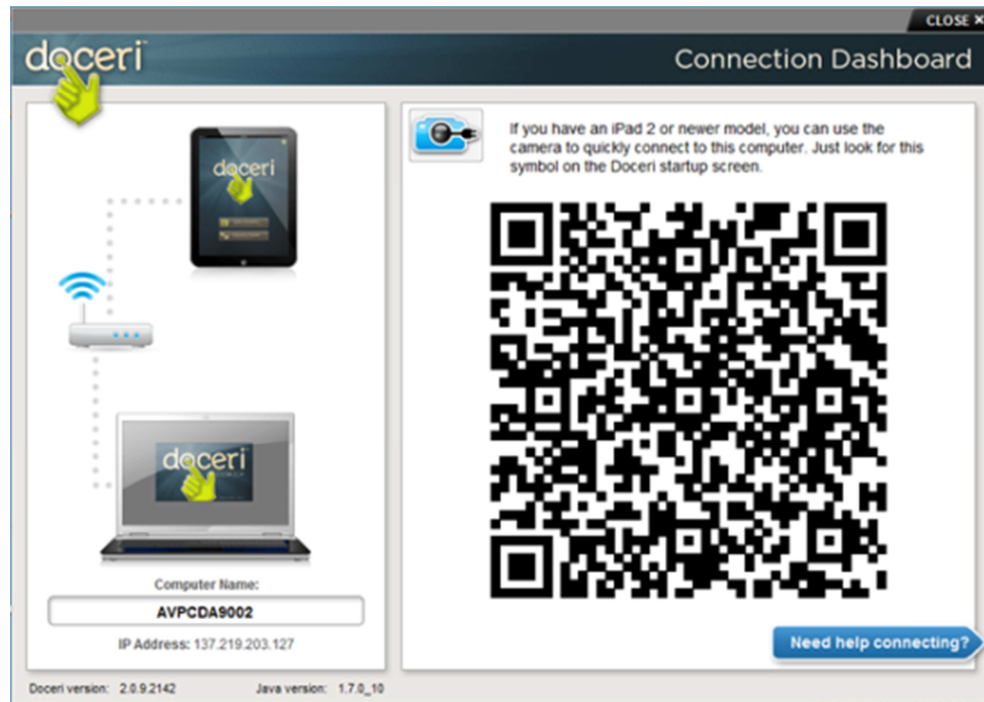 CLOSE ×
doceri™
Connection Dashboard
doceri
doceri
Computer Name:
AVPCDA9002
IP Address: 137.219.203.127
If you have an iPad 2 or newer model, you can use the
camera to quickly connect to this computer. Just look for this
symbol on the Doceri startup screen.
Need help connecting?
Doceri version: 2.0.9.2142
Java version: 1.7.0_10